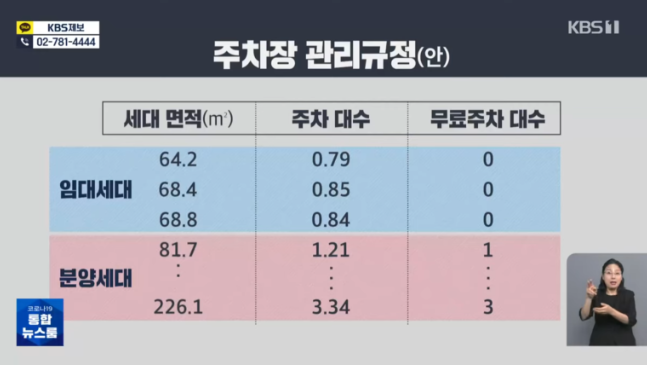 KBS제보
02-781-4444
KBS 1
주차장 관리규정(안)
세대 면적(㎡) 주차 대수 무료주차 대수
임대세대
64.2 0.79 0
68.4 0.85 0
68.8 0.84 0
분양세대
81.7 1.21 1
226.1 3.34 3
코로나19
통합
뉴스룸